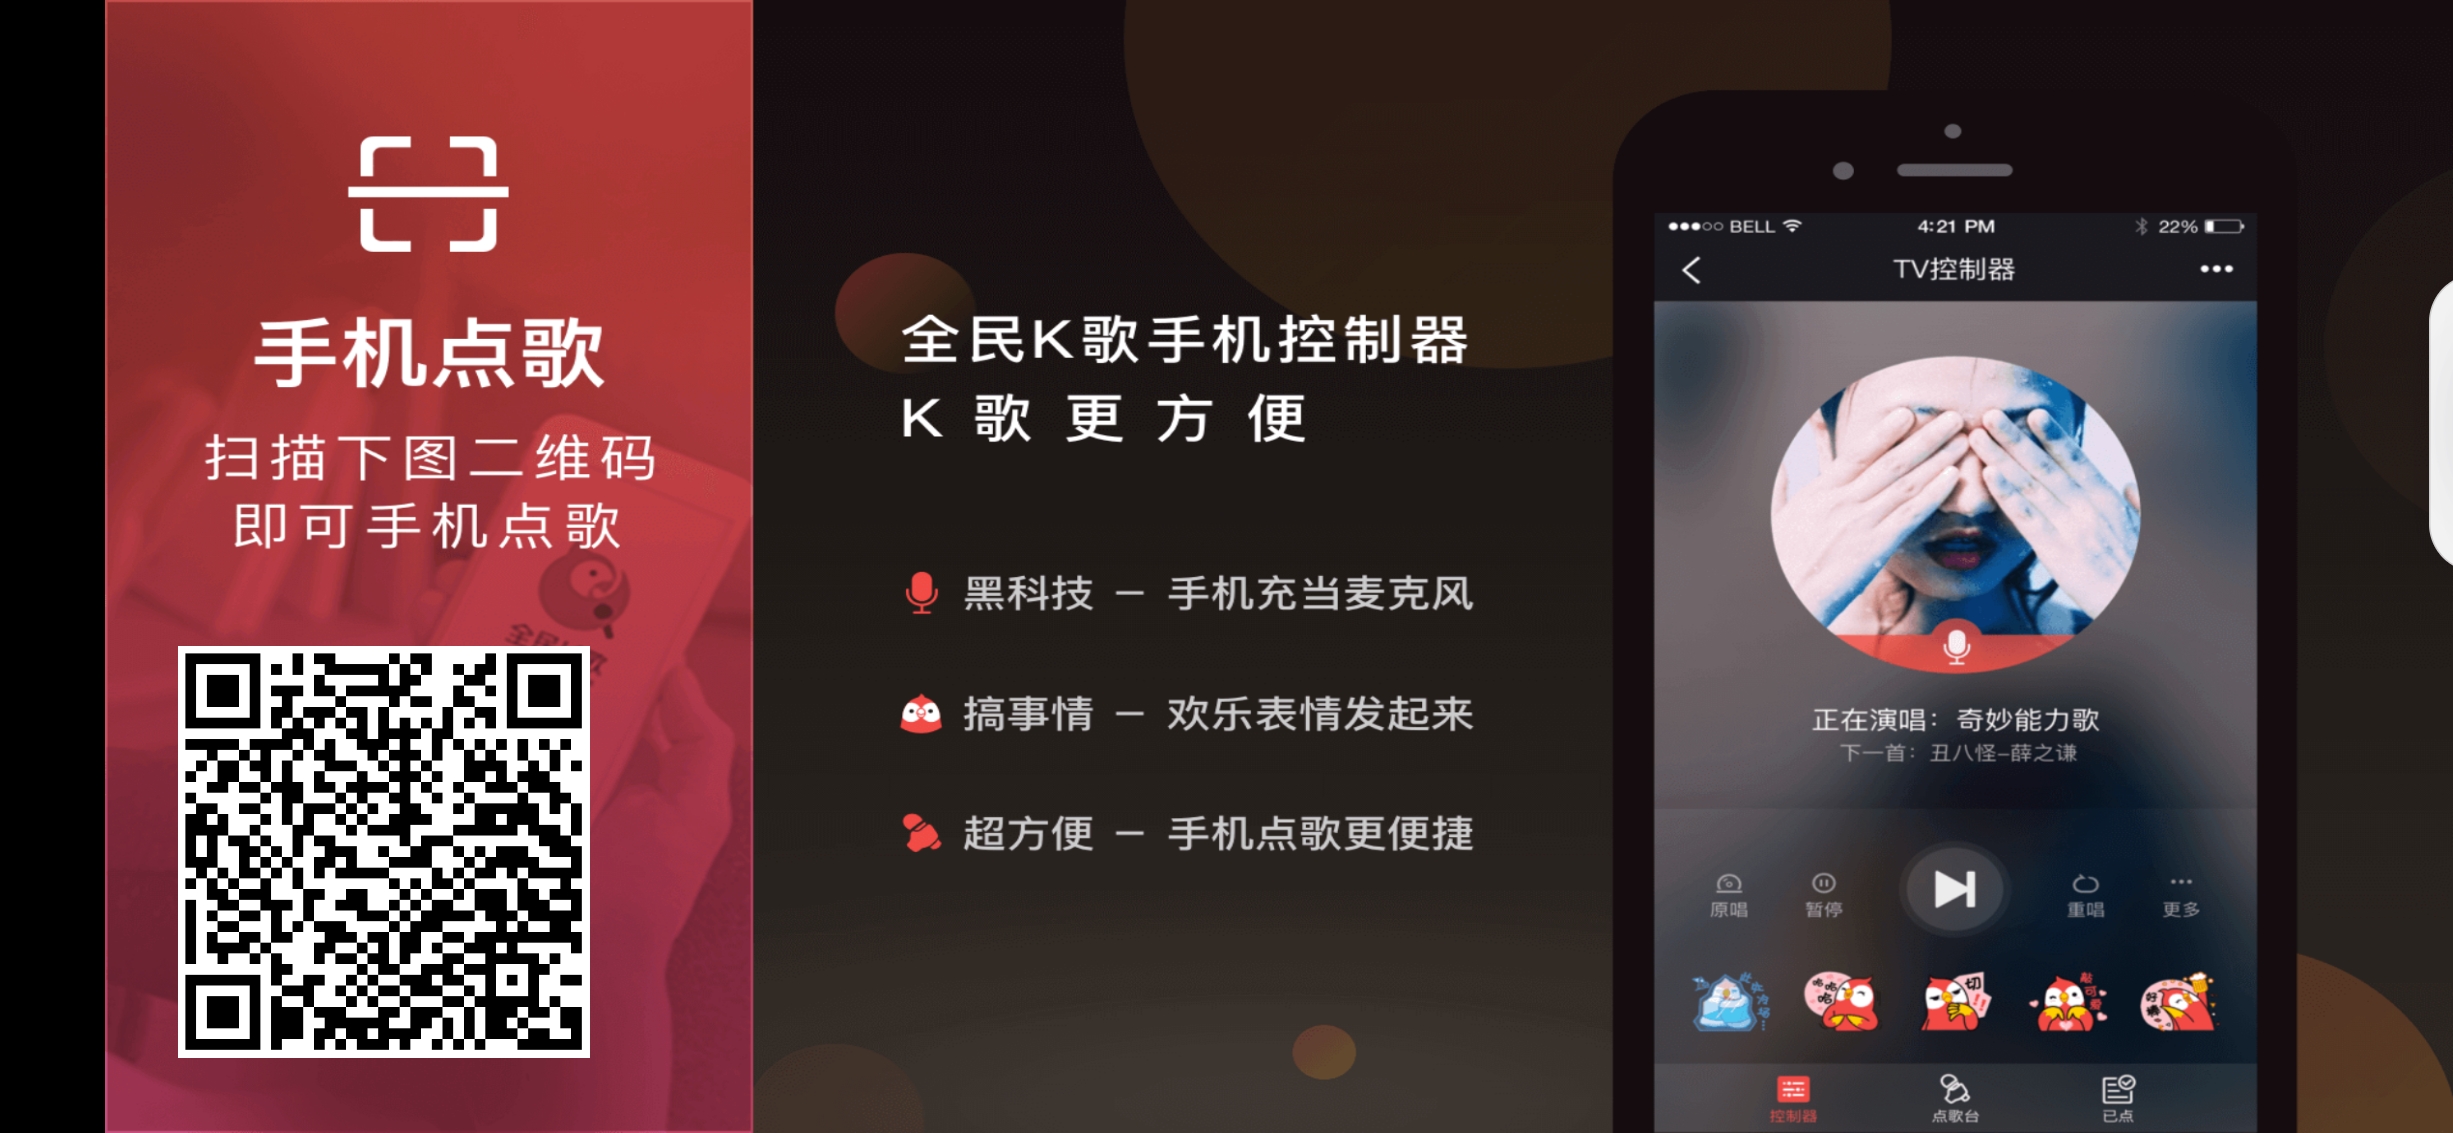 手机点歌
扫描下图二维码
即可手机点歌
全民K歌手机控制器
K 歌 更 方 便
黑科技 – 手机充当麦克风
搞事情 – 欢乐表情发起来
超方便 – 手机点歌更便捷
BELL 4:21 PM 22%
TV控制器
正在演唱：奇妙能力歌
下一首：丑八怪–薛之谦
原唱 暂停 重唱 更多
切
控制器 点歌台 已点